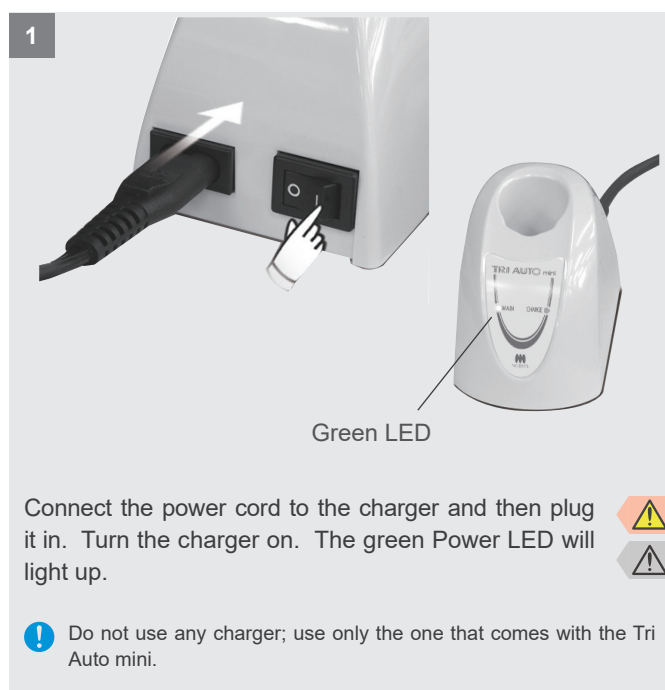 1
TRI AUTO mini
MAIN
Green LED
Connect the power cord to the charger and then plug
it in. Turn the charger on. The green Power LED will
light up.
Do not use any charger; use only the one that comes with the Tri
Auto mini.